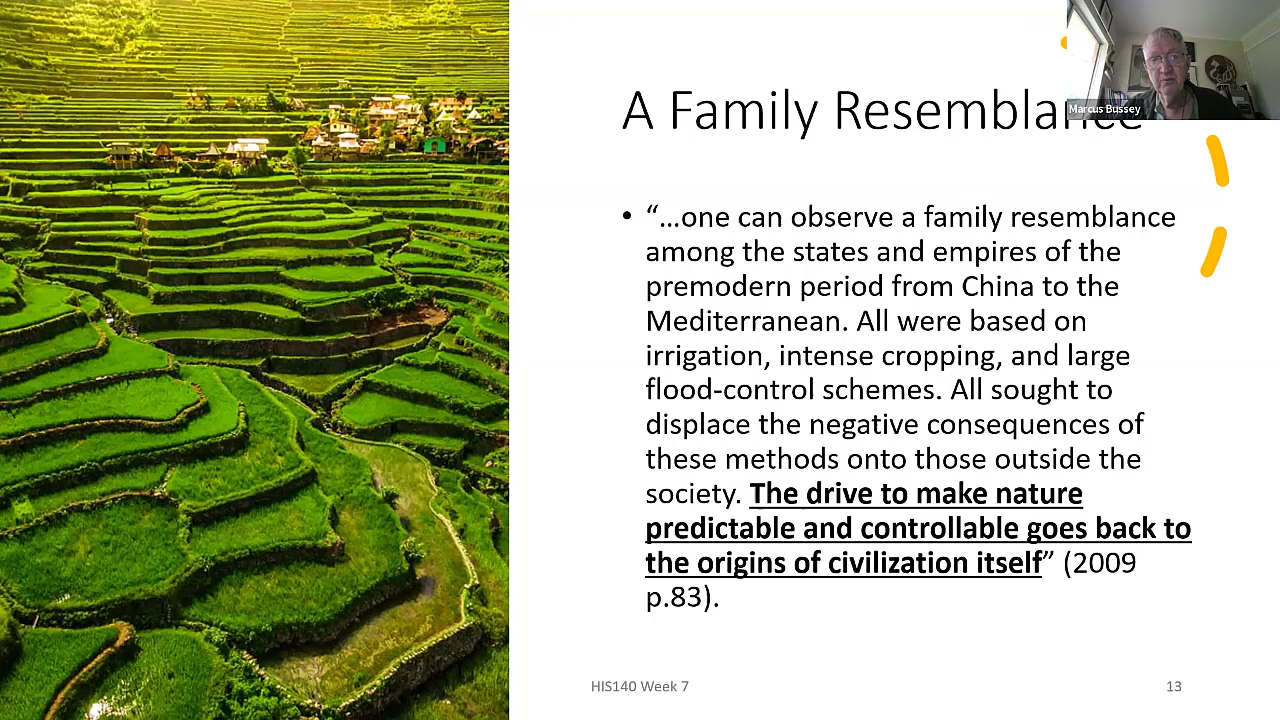 A Family Resemblance
Marcus Bussey
• “…one can observe a family resemblance
among the states and empires of the
premodern period from China to the
Mediterranean. All were based on
irrigation, intense cropping, and large
flood-control schemes. All sought to
displace the negative consequences of
these methods onto those outside the
society. The drive to make nature
predictable and controllable goes back to
the origins of civilization itself” (2009
p.83).
HIS140 Week 7
13